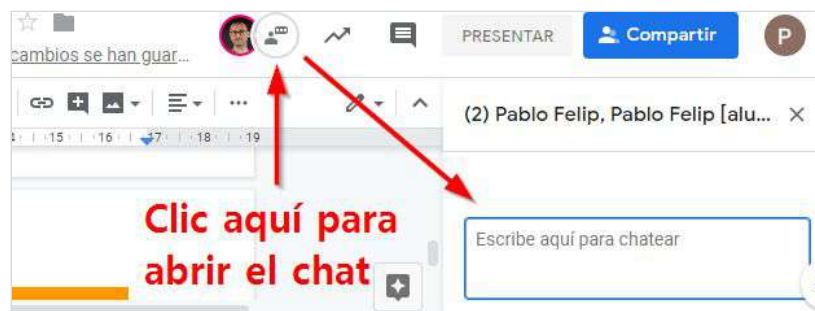 PRESENTAR
Compartir
P
cambios se han guar...
(2) Pablo Felip, Pablo Felip [alu...
15 16 17 18 19
Clic aquí para
abrir el chat
Escribe aquí para chatear